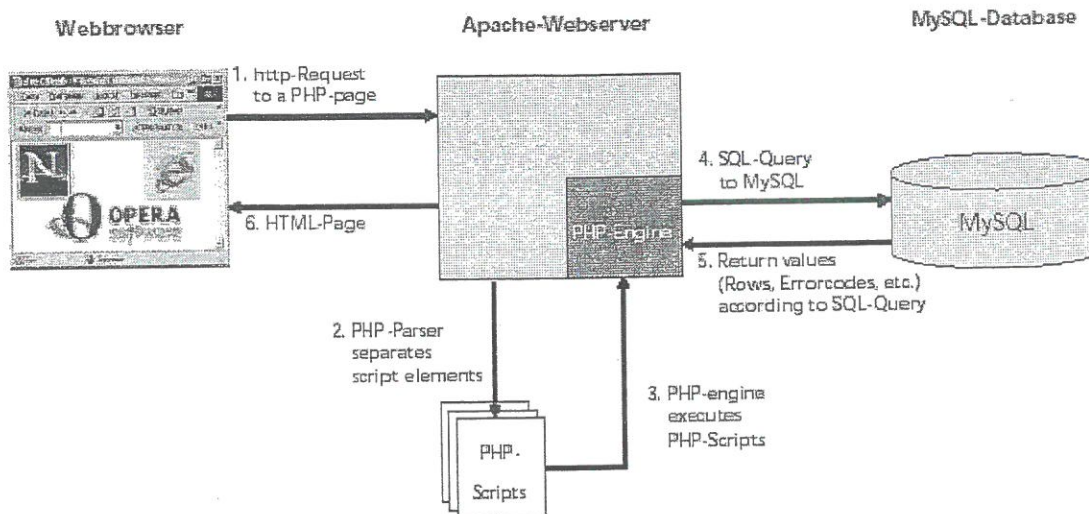 Webbrowser
Apache-Webserver
MySQL-Database
1. http-Request
to a PHP-page
OPERA
6. HTML-Page
PHP-Engine
4. SQL-Query
to MySQL
MySQL
5. Return values
(Rows, Errorcodes, etc.)
according to SQL-Query
2. PHP-Parser
separates
script elements
3. PHP-engine
executes
PHP-Scripts
PHP-
Scripts